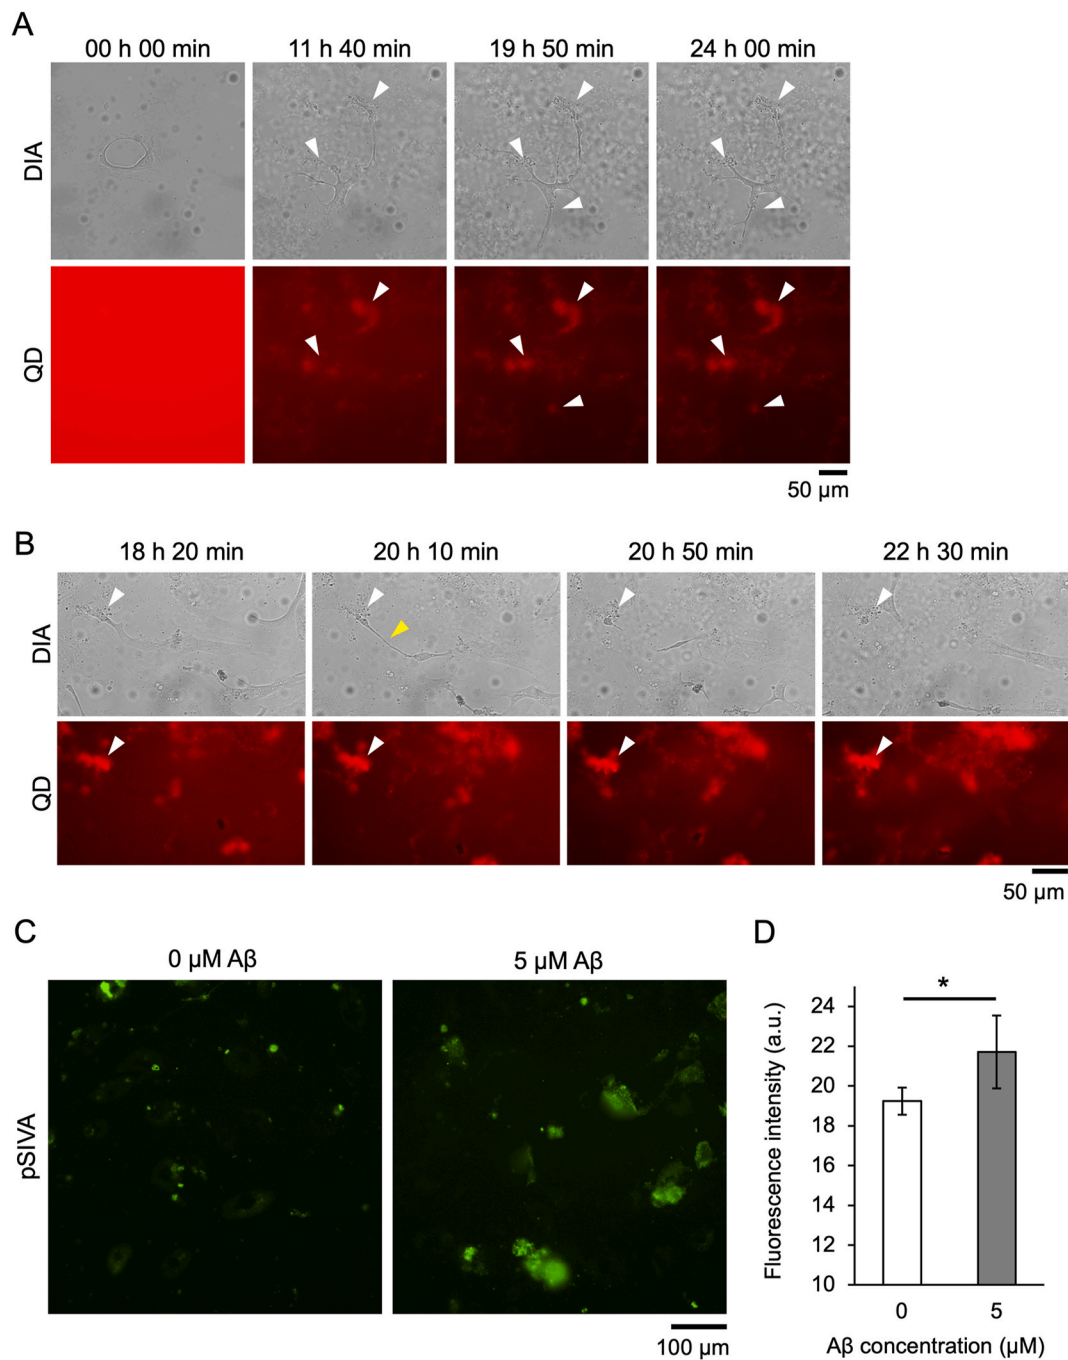 A
00 h 00 min
11 h 40 min
19 h 50 min
24 h 00 min
DIA
QD
50 µm
B
18 h 20 min
20 h 10 min
20 h 50 min
22 h 30 min
DIA
QD
50 µm
C
0 µM Aβ
5 µM Aβ
pSIVA
100 µm
D
*
Fluorescence intensity (a.u.)
24
22
20
18
16
14
12
10
0
5
Aβ concentration (µM)